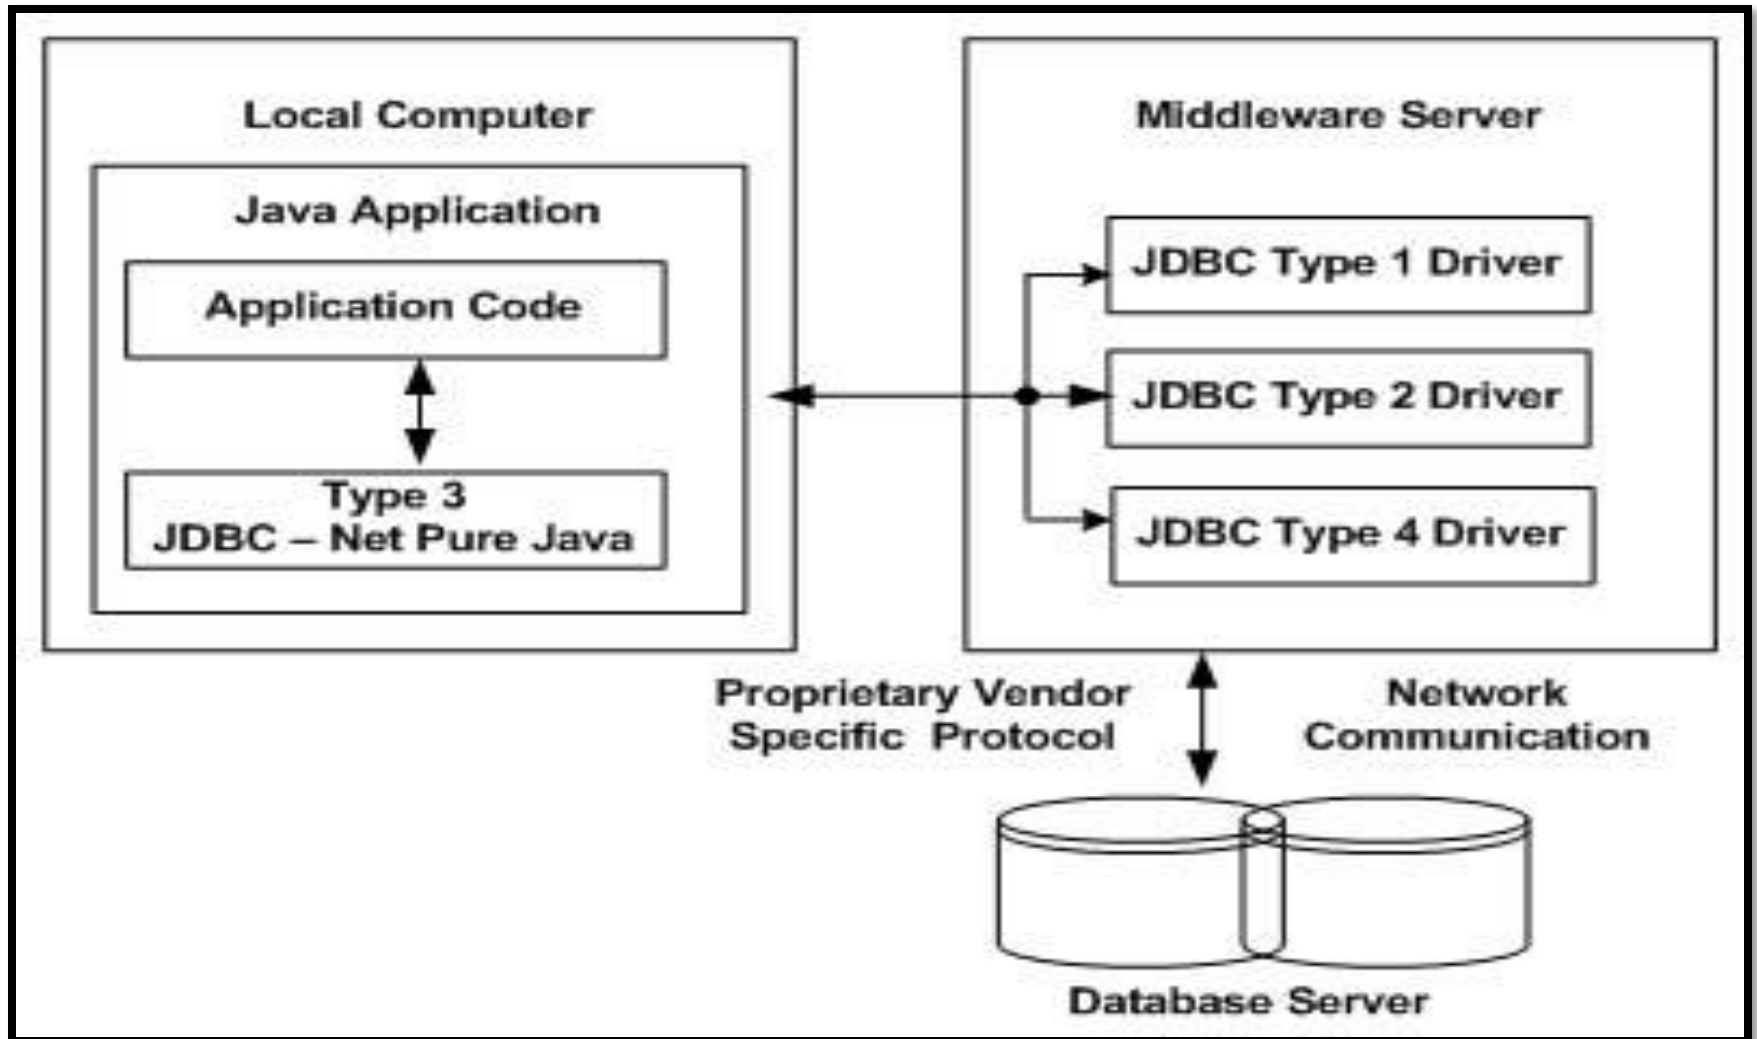 Local Computer
Java Application
Application Code
Type 3
JDBC – Net Pure Java
Middleware Server
JDBC Type 1 Driver
JDBC Type 2 Driver
JDBC Type 4 Driver
Proprietary Vendor
Specific Protocol
Network
Communication
Database Server